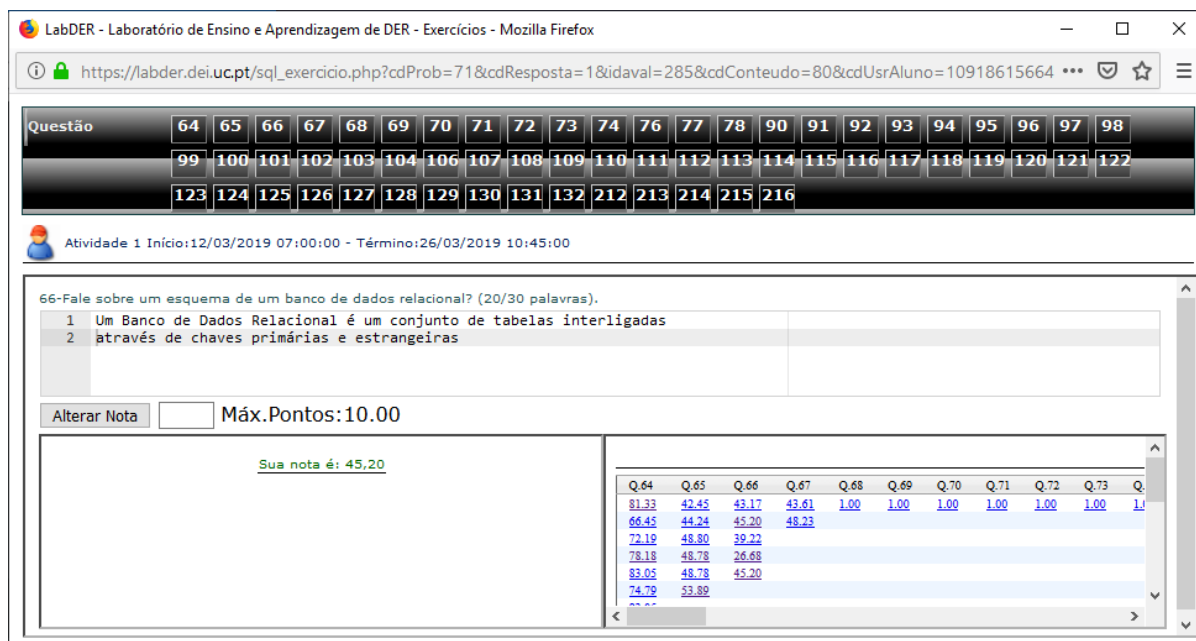 LabDER - Laboratório de Ensino e Aprendizagem de DER - Exercícios - Mozilla Firefox
https://labder.dei.uc.pt/sql_exercicio.php?cdProb=71&cdResposta=1&idaval=285&cdConteudo=80&cdUsrAluno=10918615664
Questão 64 65 66 67 68 69 70 71 72 73 74 76 77 78 90 91 92 93 94 95 96 97 98
99 100 101 102 103 104 106 107 108 109 110 111 112 113 114 115 116 117 118 119 120 121 122
123 124 125 126 127 128 129 130 131 132 212 213 214 215 216
Atividade 1 Início:12/03/2019 07:00:00 - Término:26/03/2019 10:45:00
66-Fale sobre um esquema de um banco de dados relacional? (20/30 palavras).
1 Um Banco de Dados Relacional é um conjunto de tabelas interligadas
2 através de chaves primárias e estrangeiras
Alterar Nota Máx.Pontos:10.00
Sua nota é: 45,20
Q.64 Q.65 Q.66 Q.67 Q.68 Q.69 Q.70 Q.71 Q.72 Q.73
81.33 42.45 43.17 43.61 1.00 1.00 1.00 1.00 1.00 1.00
66.45 44.24 45.20 48.23
72.19 48.80 39.22
78.18 48.78 26.68
83.05 48.78 45.20
74.79 53.89